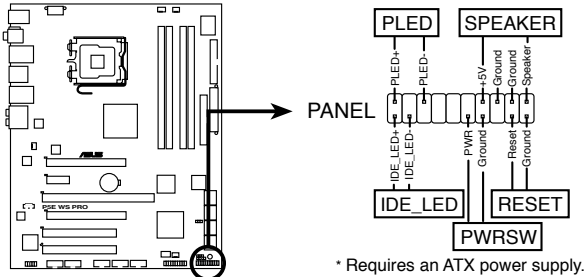 PLED SPEAKER
PLED+
PLED-
+5V
Ground
Ground
Speaker
PANEL
IDE_LED+
IDE_LED-
PWR
Ground
Reset
Ground
IDE_LED
RESET
PWRSW
* Requires an ATX power supply.
ASUS
P5E WS PRO